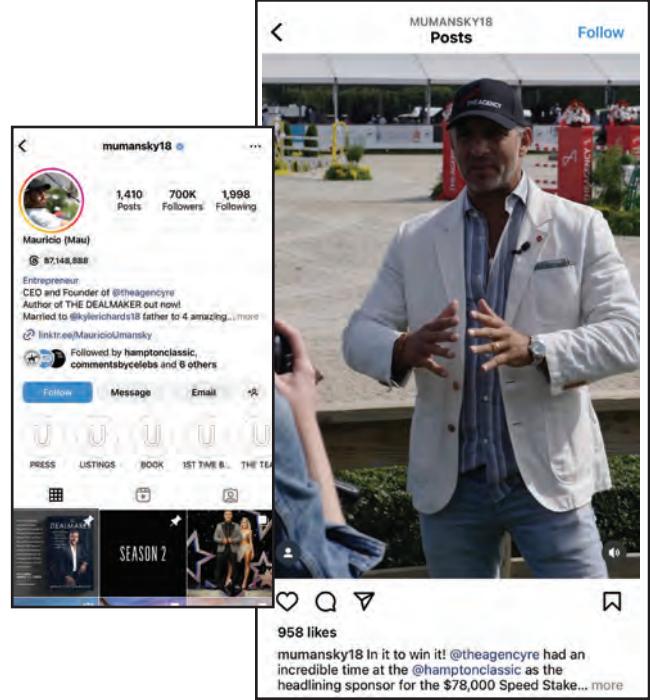 mumansky18
1,410
Posts
700K
Followers
1,998
Following
Mauricio (Mau)
87,148,888
Entrepreneur
CEO and Founder of @theagencyre
Author of THE DEALMAKER out now!
Married to @kylerichards18 father to 4 amazing... more
linktr.ee/MauricioUmansky
Followed by hamptonclassic,
commentsbycelebs and 6 others
Follow
Message
Email
PRESS
LISTINGS
BOOK
1ST TIME B...
THE TEA
DEALMAKER
SEASON 2
MUMANSKY18
Posts
Follow
THE AGENCY
THE AGENCY
958 likes
mumansky18 In it to win it! @theagencyre had an
incredible time at the @hamptonclassic as the
headlining sponsor for the $78,000 Speed Stake... more